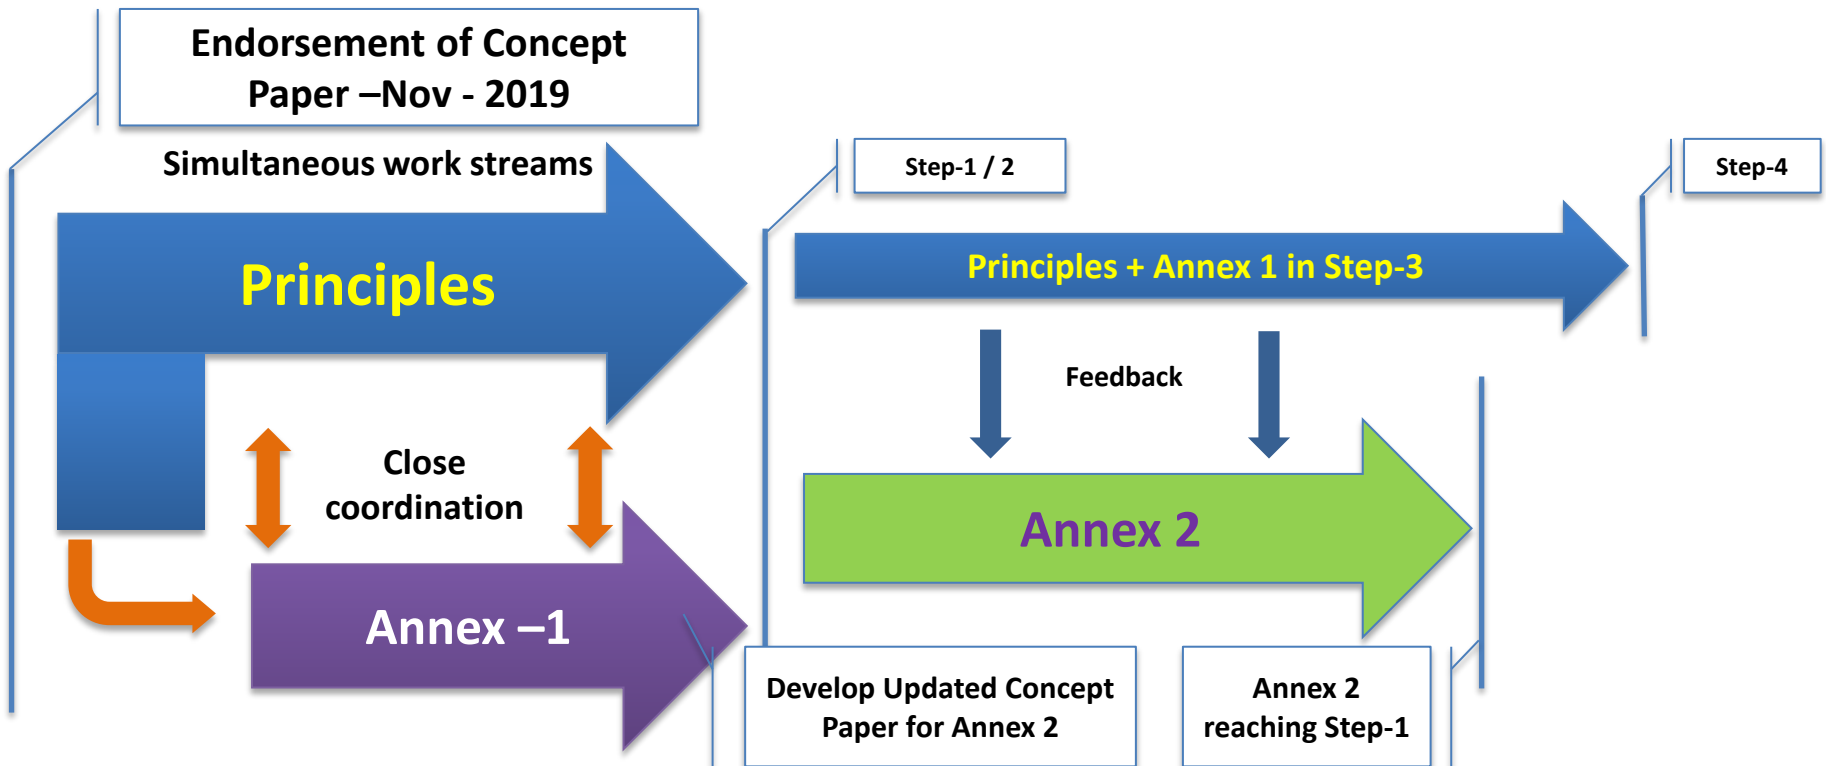 Endorsement of Concept
Paper –Nov - 2019
Simultaneous work streams
Principles
Close
coordination
Annex –1
Step-1 / 2
Step-4
Principles + Annex 1 in Step-3
Feedback
Annex 2
Develop Updated Concept
Paper for Annex 2
Annex 2
reaching Step-1